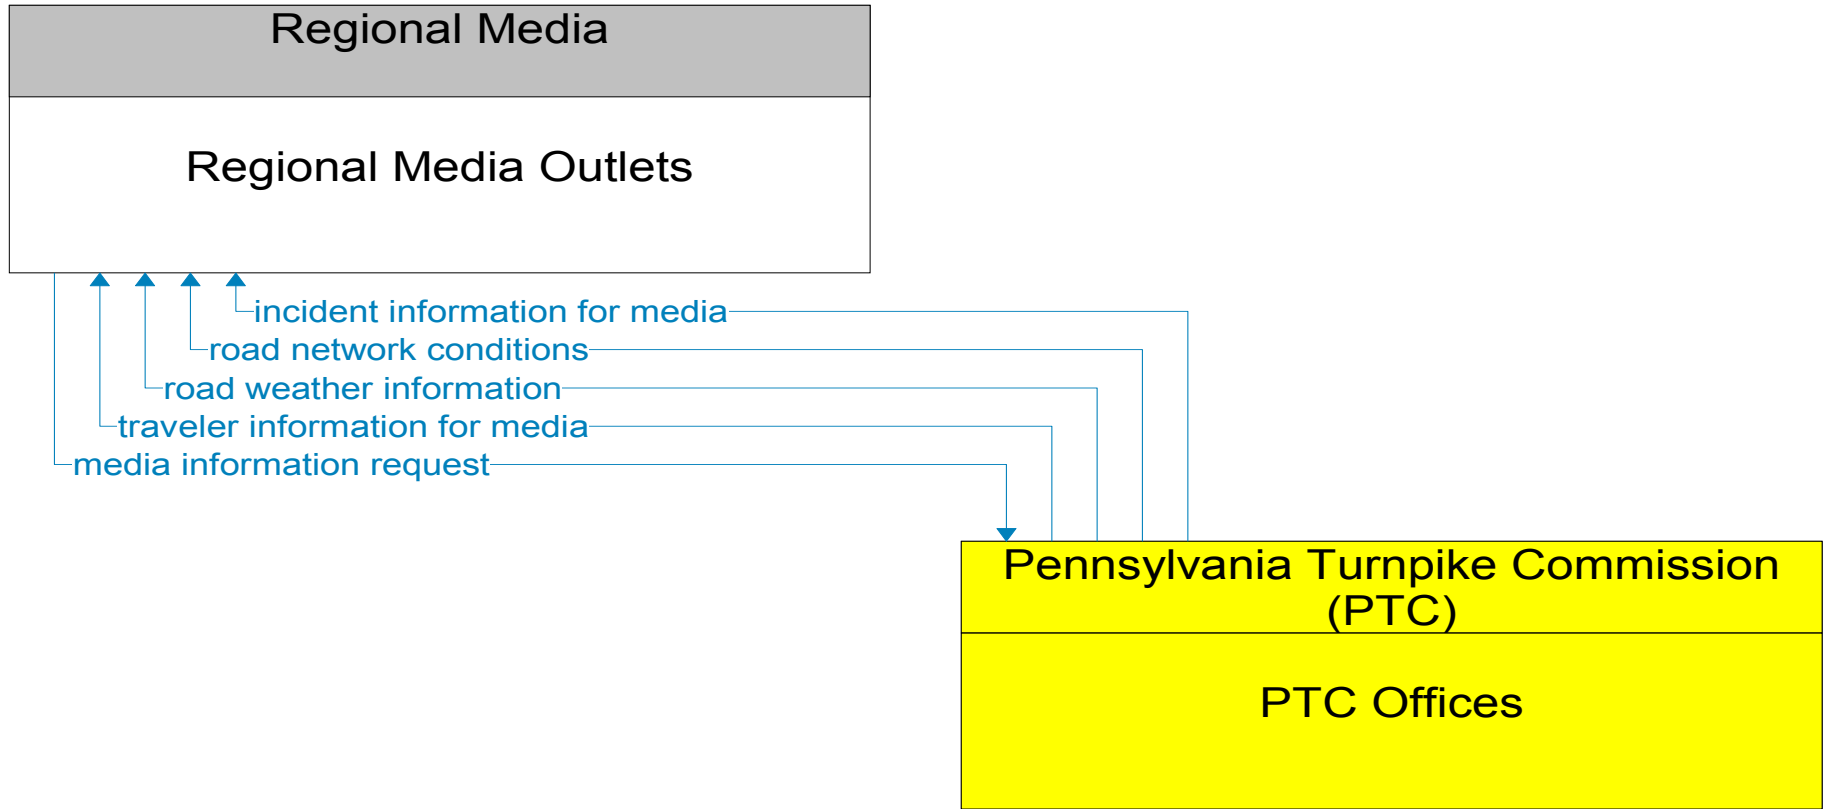 Regional Media
Regional Media Outlets
incident information for media
road network conditions
road weather information
traveler information for media
media information request
Pennsylvania Turnpike Commission
(PTC)
PTC Offices